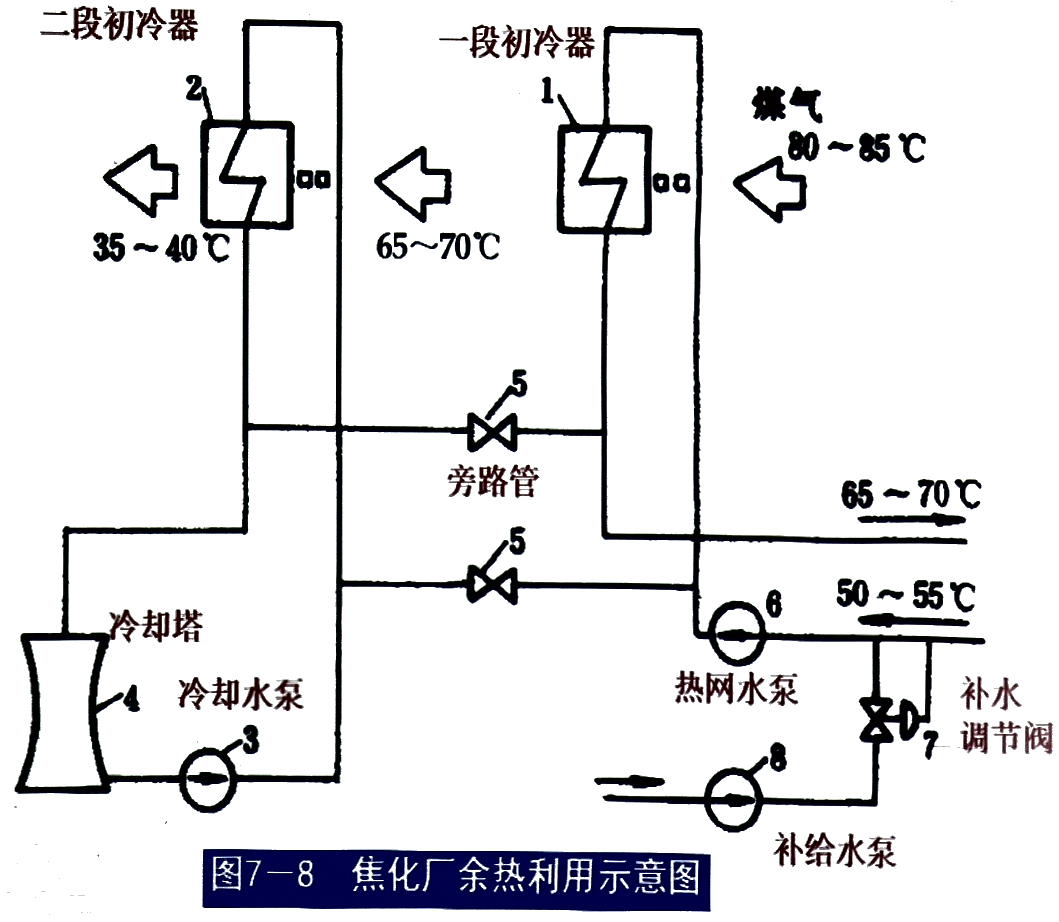 二段初冷器
一段初冷器
2
1
煤气
80～85℃
35～40℃
65～70℃
5
旁路管
65～70℃
5
50～55℃
6
冷却塔
4
冷却水泵
3
热网水泵
补水
调节阀
7
8
补给水泵
图7－8 焦化厂余热利用示意图